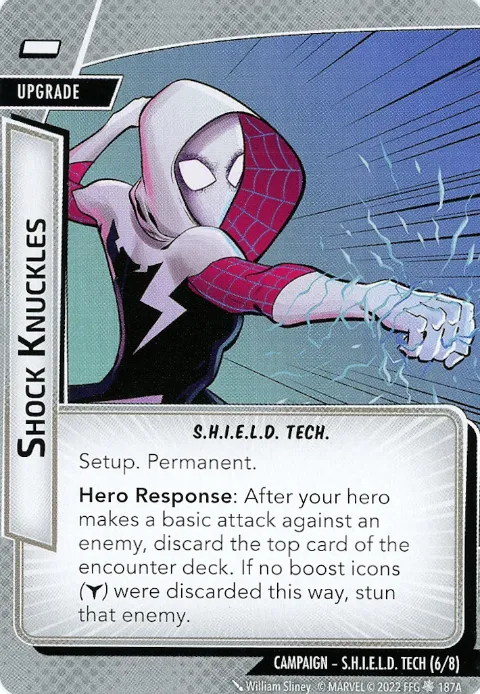 UPGRADE
SHOCK KNUCKLES
S.H.I.E.L.D. TECH.
Setup. Permanent.
Hero Response: After your hero
makes a basic attack against an
enemy, discard the top card of the
encounter deck. If no boost icons
( ) were discarded this way, stun
that enemy.
CAMPAIGN – S.H.I.E.L.D. TECH (6/8)
William Sliney © MARVEL © 2022 FFG 187A